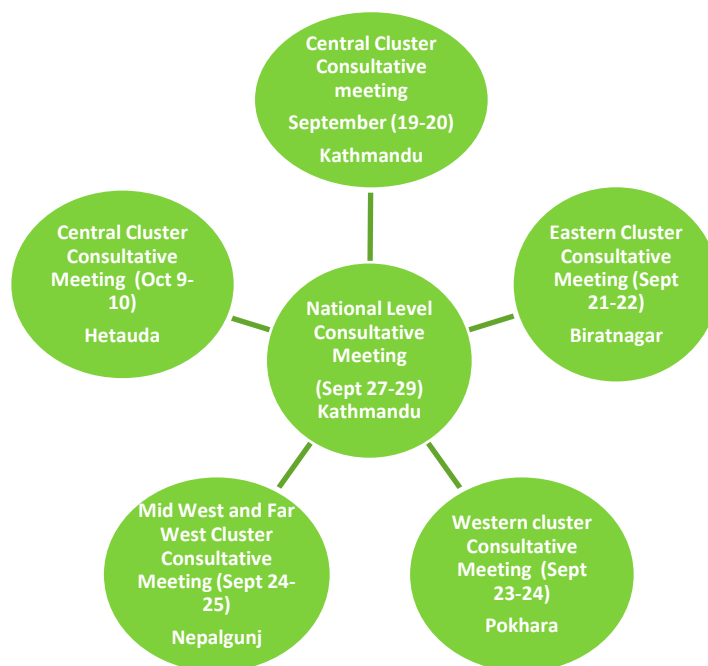 Central Cluster
Consultative
meeting
September (19-20)
Kathmandu
Central Cluster
Consultative
Meeting (Oct 9-
10)
Hetauda
Eastern Cluster
Consultative
Meeting (Sept
21-22)
Biratnagar
National Level
Consultative
Meeting
(Sept 27-29)
Kathmandu
Mid West and Far
West Cluster
Consultative
Meeting (Sept 24-
25)
Nepalgunj
Western cluster
Consultative
Meeting (Sept
23-24)
Pokhara